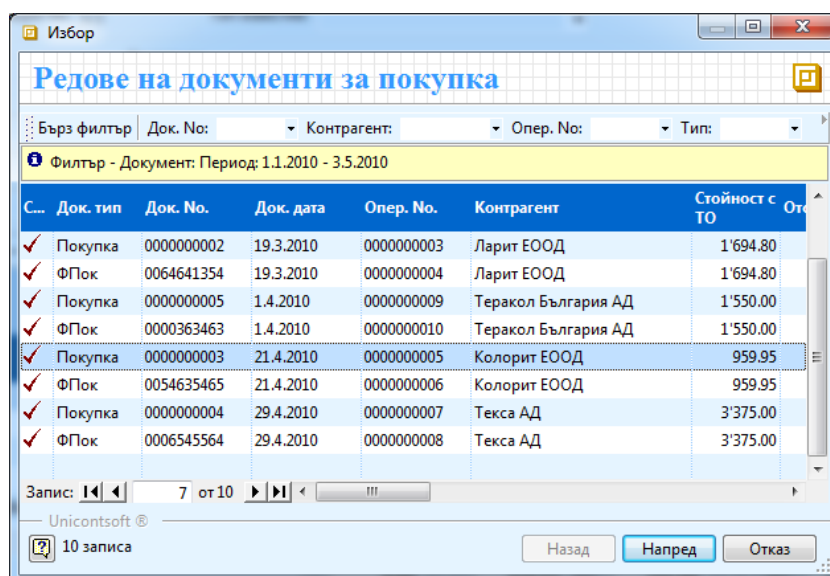 Избор
Редове на документи за покупка
Бърз филтър Док. No: Контрагент: Опер. No: Тип:
Филтър - Документ: Период: 1.1.2010 - 3.5.2010
С... Док. тип Док. No. Док. дата Опер. No. Контрагент Стойност с ТО
Покупка 0000000002 19.3.2010 0000000003 Ларит ЕООД 1'694.80
ФПок 0064641354 19.3.2010 0000000004 Ларит ЕООД 1'694.80
Покупка 0000000005 1.4.2010 0000000009 Теракол България АД 1'550.00
ФПок 0000363463 1.4.2010 0000000010 Теракол България АД 1'550.00
Покупка 0000000003 21.4.2010 0000000005 Колорит ЕООД 959.95
ФПок 0054635465 21.4.2010 0000000006 Колорит ЕООД 959.95
Покупка 0000000004 29.4.2010 0000000007 Текса АД 3'375.00
ФПок 0006545564 29.4.2010 0000000008 Текса АД 3'375.00
Запис: 7 от 10
Unicontsoft ®
10 записа Назад Напред Отказ